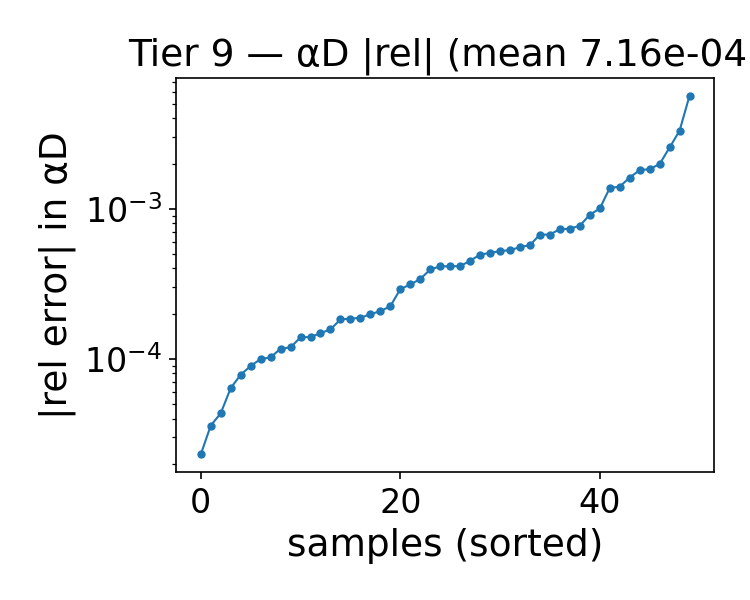 Tier 9 — αD |rel| (mean 7.16e-04
|rel error| in αD
10⁻³
10⁻⁴
0 20 40
samples (sorted)